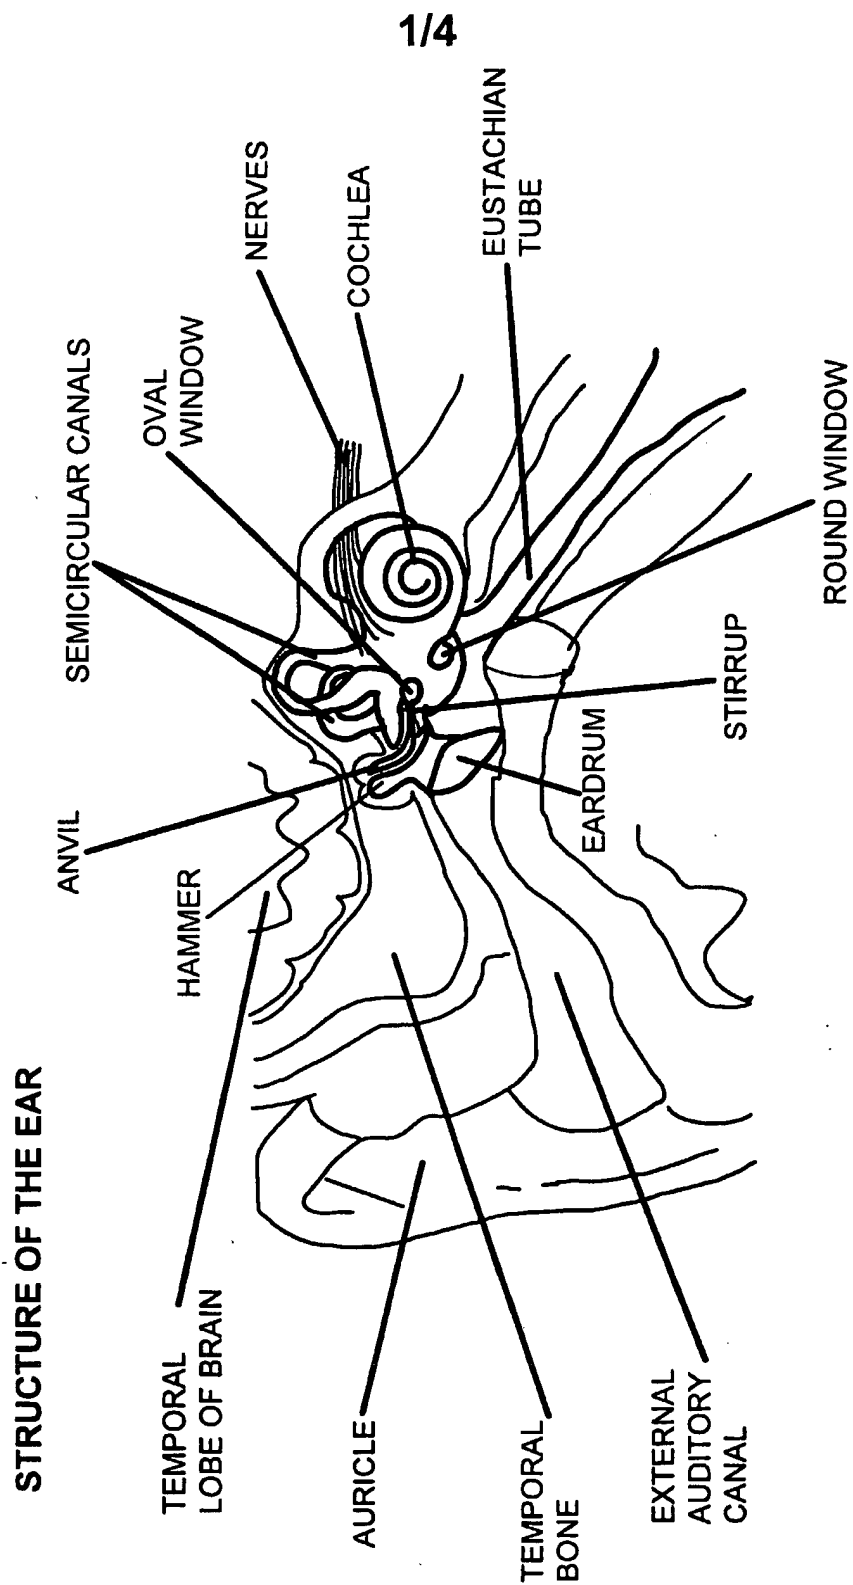 1/4
STRUCTURE OF THE EAR
SEMICIRCULAR CANALS
OVAL
WINDOW
NERVES
COCHLEA
EUSTACHIAN
TUBE
ANVIL
HAMMER
TEMPORAL
LOBE OF BRAIN
AURICLE
TEMPORAL
BONE
EXTERNAL
AUDITORY
CANAL
EARDRUM
STIRRUP
ROUND WINDOW